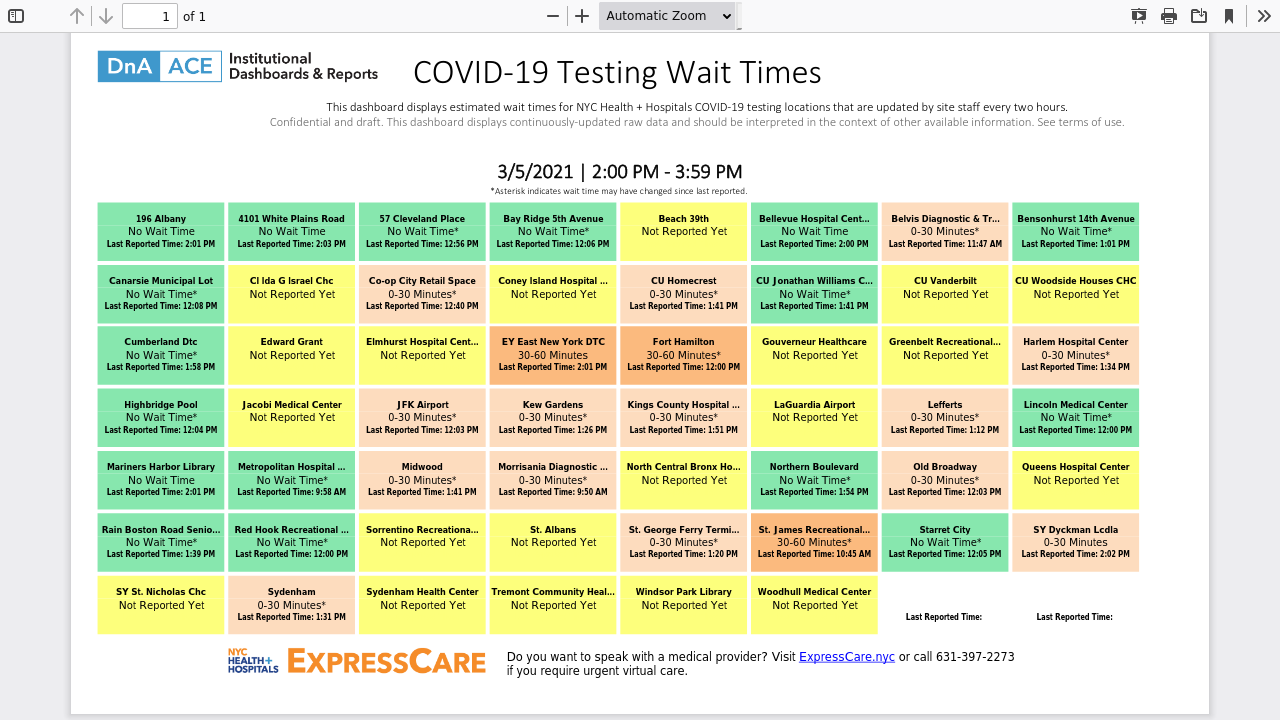 1 of 1 Automatic Zoom
DnA ACE Institutional
Dashboards & Reports
COVID-19 Testing Wait Times
This dashboard displays estimated wait times for NYC Health + Hospitals COVID-19 testing locations that are updated by site staff every two hours.
Confidential and draft. This dashboard displays continuously-updated raw data and should be interpreted in the context of other available information. See terms of use.
3/5/2021 | 2:00 PM - 3:59 PM
*Asterisk indicates wait time may have changed since last reported.
196 Albany
No Wait Time
Last Reported Time: 2:01 PM
4101 White Plains Road
No Wait Time
Last Reported Time: 2:03 PM
57 Cleveland Place
No Wait Time*
Last Reported Time: 12:56 PM
Bay Ridge 5th Avenue
No Wait Time*
Last Reported Time: 12:06 PM
Beach 39th
Not Reported Yet
Bellevue Hospital Cent...
No Wait Time
Last Reported Time: 2:00 PM
Belvis Diagnostic & Tr...
0-30 Minutes*
Last Reported Time: 11:47 AM
Bensonhurst 14th Avenue
No Wait Time*
Last Reported Time: 1:01 PM
Canarsie Municipal Lot
No Wait Time*
Last Reported Time: 12:08 PM
Cl Ida G Israel Chc
Not Reported Yet
Co-op City Retail Space
0-30 Minutes*
Last Reported Time: 12:40 PM
Coney Island Hospital ...
Not Reported Yet
CU Homecrest
0-30 Minutes*
Last Reported Time: 1:41 PM
CU Jonathan Williams C...
No Wait Time*
Last Reported Time: 1:41 PM
CU Vanderbilt
Not Reported Yet
CU Woodside Houses CHC
Not Reported Yet
Cumberland Dtc
No Wait Time*
Last Reported Time: 1:58 PM
Edward Grant
Not Reported Yet
Elmhurst Hospital Cent...
Not Reported Yet
EY East New York DTC
30-60 Minutes
Last Reported Time: 2:01 PM
Fort Hamilton
30-60 Minutes*
Last Reported Time: 12:00 PM
Gouverneur Healthcare
Not Reported Yet
Greenbelt Recreational...
Not Reported Yet
Harlem Hospital Center
0-30 Minutes*
Last Reported Time: 1:34 PM
Highbridge Pool
No Wait Time*
Last Reported Time: 12:04 PM
Jacobi Medical Center
Not Reported Yet
JFK Airport
0-30 Minutes*
Last Reported Time: 12:03 PM
Kew Gardens
0-30 Minutes*
Last Reported Time: 1:26 PM
Kings County Hospital ...
0-30 Minutes*
Last Reported Time: 1:51 PM
LaGuardia Airport
Not Reported Yet
Lefferts
0-30 Minutes*
Last Reported Time: 1:12 PM
Lincoln Medical Center
No Wait Time*
Last Reported Time: 12:00 PM
Mariners Harbor Library
No Wait Time
Last Reported Time: 2:01 PM
Metropolitan Hospital ...
No Wait Time*
Last Reported Time: 9:58 AM
Midwood
0-30 Minutes*
Last Reported Time: 1:41 PM
Morrisania Diagnostic ...
0-30 Minutes*
Last Reported Time: 9:50 AM
North Central Bronx Ho...
Not Reported Yet
Northern Boulevard
No Wait Time*
Last Reported Time: 1:54 PM
Old Broadway
0-30 Minutes*
Last Reported Time: 12:03 PM
Queens Hospital Center
Not Reported Yet
Rain Boston Road Senio...
No Wait Time*
Last Reported Time: 1:39 PM
Red Hook Recreational ...
No Wait Time*
Last Reported Time: 12:00 PM
Sorrentino Recreationa...
Not Reported Yet
St. Albans
Not Reported Yet
St. George Ferry Termi...
0-30 Minutes*
Last Reported Time: 1:20 PM
St. James Recreational...
30-60 Minutes*
Last Reported Time: 10:45 AM
Starret City
No Wait Time*
Last Reported Time: 12:05 PM
SY Dyckman Lcdla
0-30 Minutes
Last Reported Time: 2:02 PM
SY St. Nicholas Chc
Not Reported Yet
Sydenham
0-30 Minutes*
Last Reported Time: 1:31 PM
Sydenham Health Center
Not Reported Yet
Tremont Community Heal...
Not Reported Yet
Windsor Park Library
Not Reported Yet
Woodhull Medical Center
Not Reported Yet
Last Reported Time:
Last Reported Time:
NYC
HEALTH+
HOSPITALS
EXPRESSCARE
Do you want to speak with a medical provider? Visit ExpressCare.nyc or call 631-397-2273
if you require urgent virtual care.